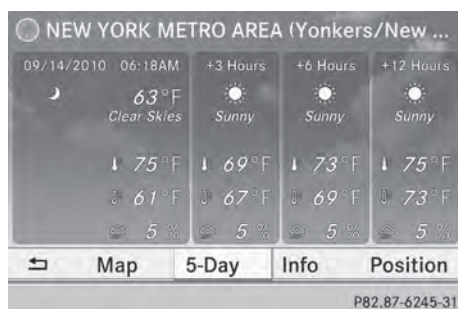 NEW YORK METRO AREA (Yonkers/New ...
09/14/2010 06:18AM +3 Hours +6 Hours +12 Hours
63°F
Clear Skies Sunny Sunny Sunny
75°F 69°F 73°F 75°F
61°F 67°F 69°F 73°F
5 % 5 % 5 % 5 %
Map 5-Day Info Position
P82.87-6245-31